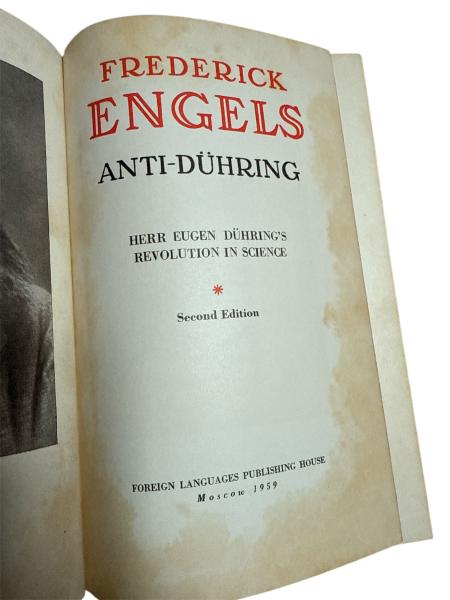 FREDERICK
ENGELS
ANTI-DÜHRING
HERR EUGEN DÜHRING'S
REVOLUTION IN SCIENCE
*
Second Edition
FOREIGN LANGUAGES PUBLISHING HOUSE
Moscow 1959